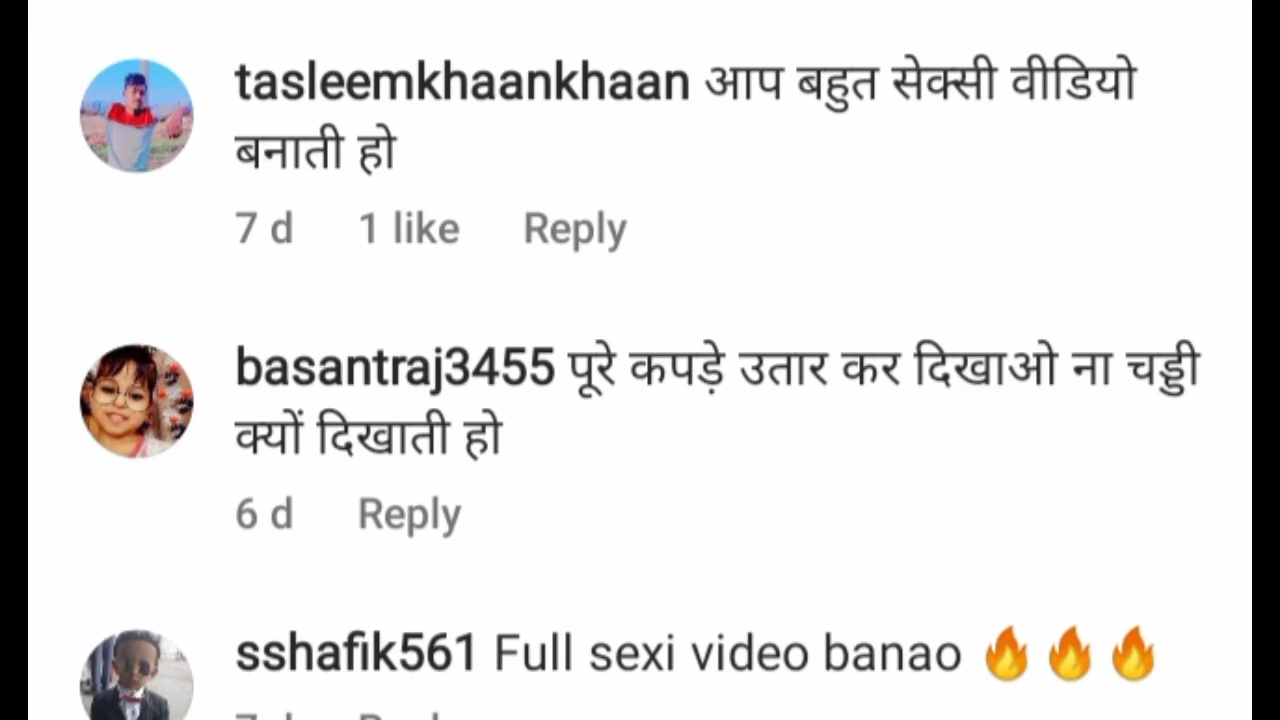 tasleemkhaankhaan आप बहुत सेक्सी वीडियो
बनाती हो
7 d 1 like Reply
basantraj3455 पूरे कपड़े उतार कर दिखाओ ना चड्डी
क्यों दिखाती हो
6 d Reply
sshafik561 Full sexi video banao 🔥🔥🔥